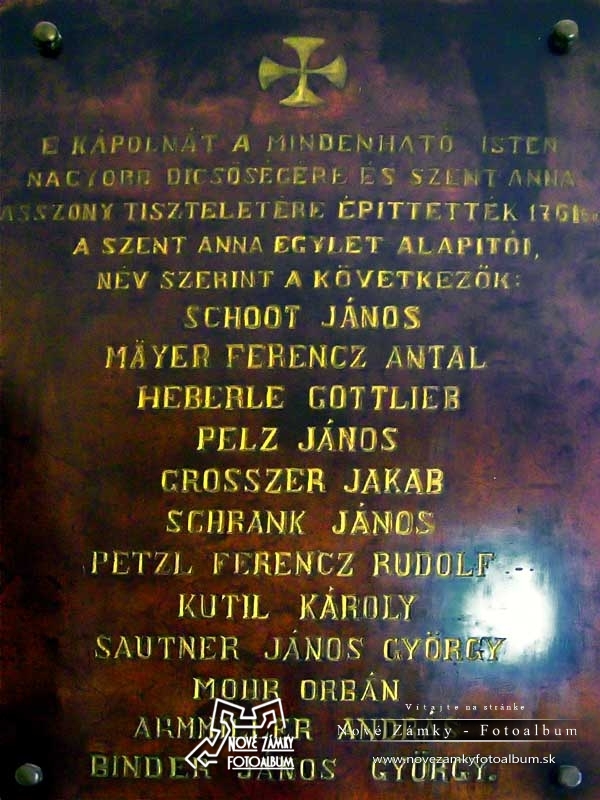 E KÁPOLNÁT A MINDENHATÓ ISTEN
NAGYOBB DICSŐSÉGÉRE ÉS SZENT ANNA
ASSZONY TISZTELETÉRE ÉPITTETTÉK 1761
A SZENT ANNA EGYLET ALAPITÓI,
NÉV SZERINT A KÖVETKEZŐK:
SCHOOT JÁNOS
MÄYER FERENCZ ANTAL
HEBERLE GOTTLIEB
PELZ JÁNOS
GROSSZER JAKAB
SCHRANK JÁNOS
PETZL FERENCZ RUDOLF
KUTIL KÁROLY
SAUTNER JÁNOS GYÖRGY
MOHR ORBÁN
BINDER JÁNOS GYÖRGY.
NOVÉ ZÁMKY
FOTOALBUM
Vitajte na stránke
Nové Zámky - Fotoalbum
www.novezamkyfotoalbum.sk